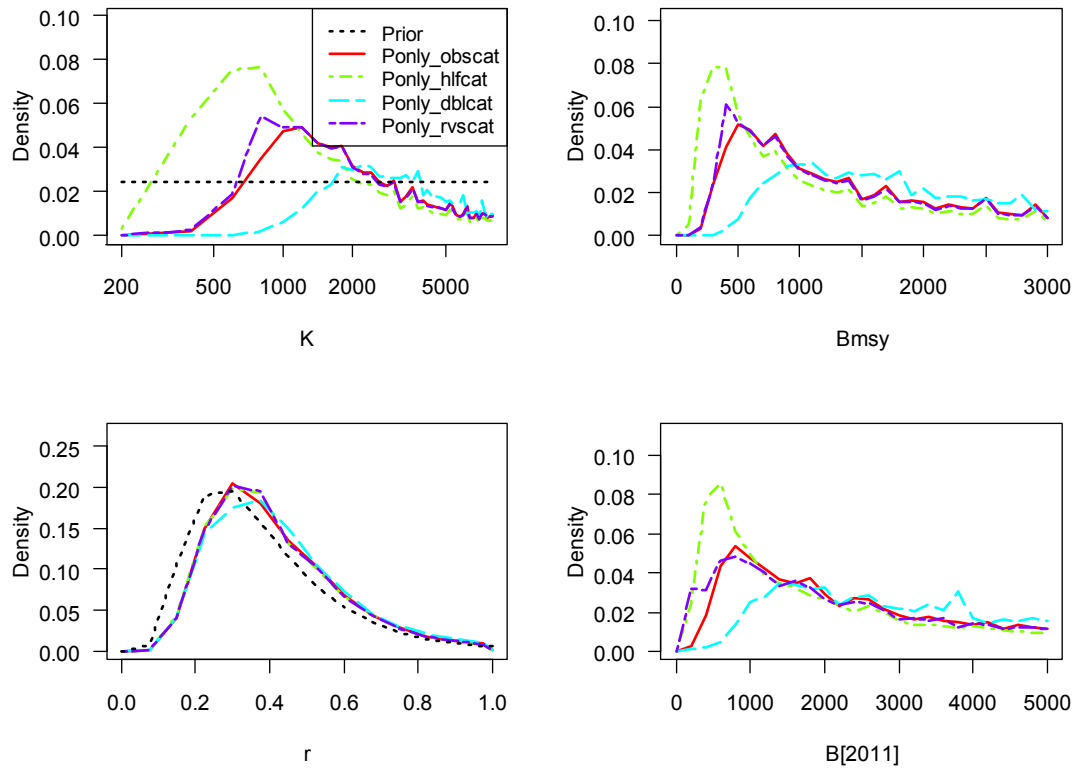 Density
0.00 0.02 0.04 0.06 0.08 0.10
200 500 1000 2000 5000
K
Prior
Ponly_obscat
Ponly_hlfcat
Ponly_dblcat
Ponly_rvscat
Density
0.00 0.02 0.04 0.06 0.08 0.10
0 500 1000 2000 3000
Bmsy
Density
0.00 0.05 0.10 0.15 0.20 0.25
0.0 0.2 0.4 0.6 0.8 1.0
r
Density
0.00 0.02 0.04 0.06 0.08 0.10
0 1000 2000 3000 4000 5000
B[2011]